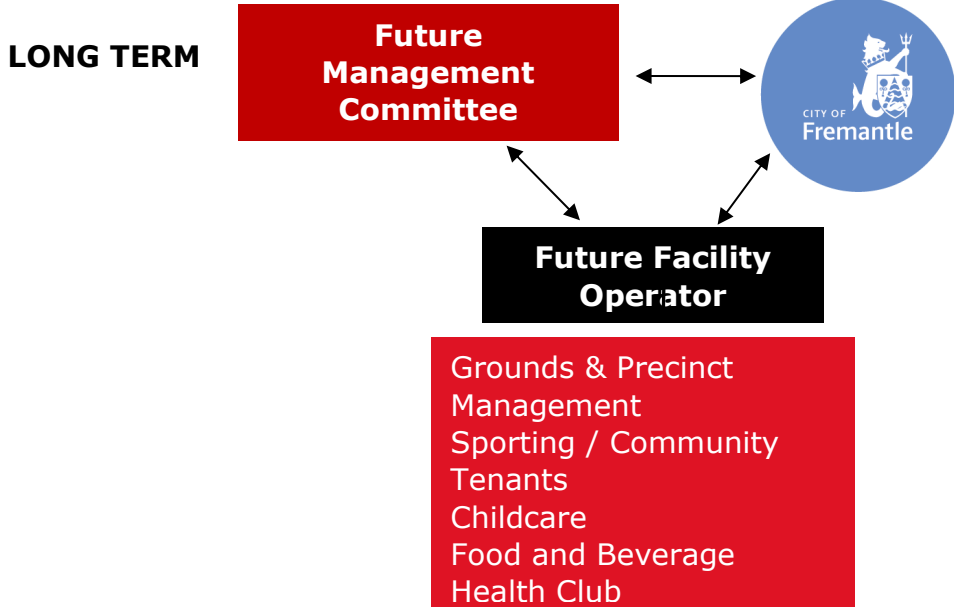 LONG TERM
Future
Management
Committee
CITY OF
Fremantle
Future Facility
Operator
Grounds & Precinct
Management
Sporting / Community
Tenants
Childcare
Food and Beverage
Health Club